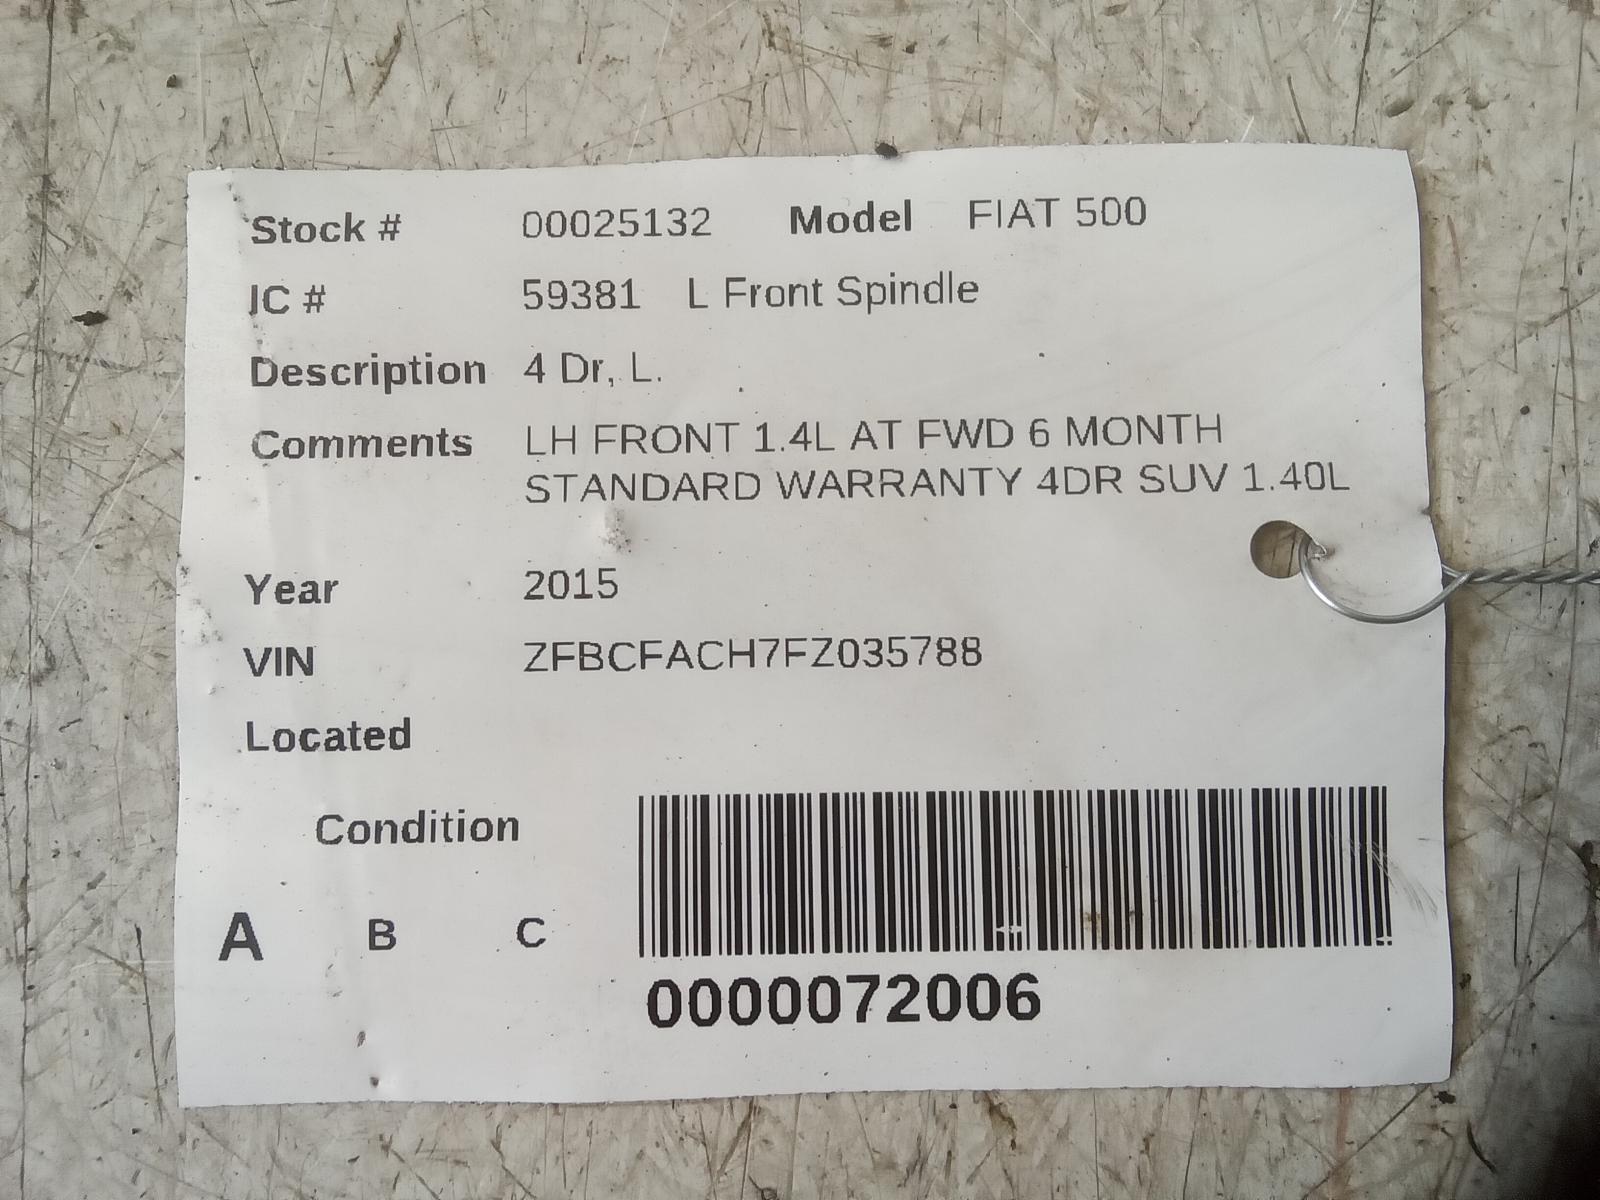 Stock # 00025132 Model FIAT 500
IC # 59381 L Front Spindle
Description 4 Dr, L.
Comments LH FRONT 1.4L AT FWD 6 MONTH
STANDARD WARRANTY 4DR SUV 1.40L
Year 2015
VIN ZFBCFACH7FZ035788
Located
Condition
A B C
0000072006